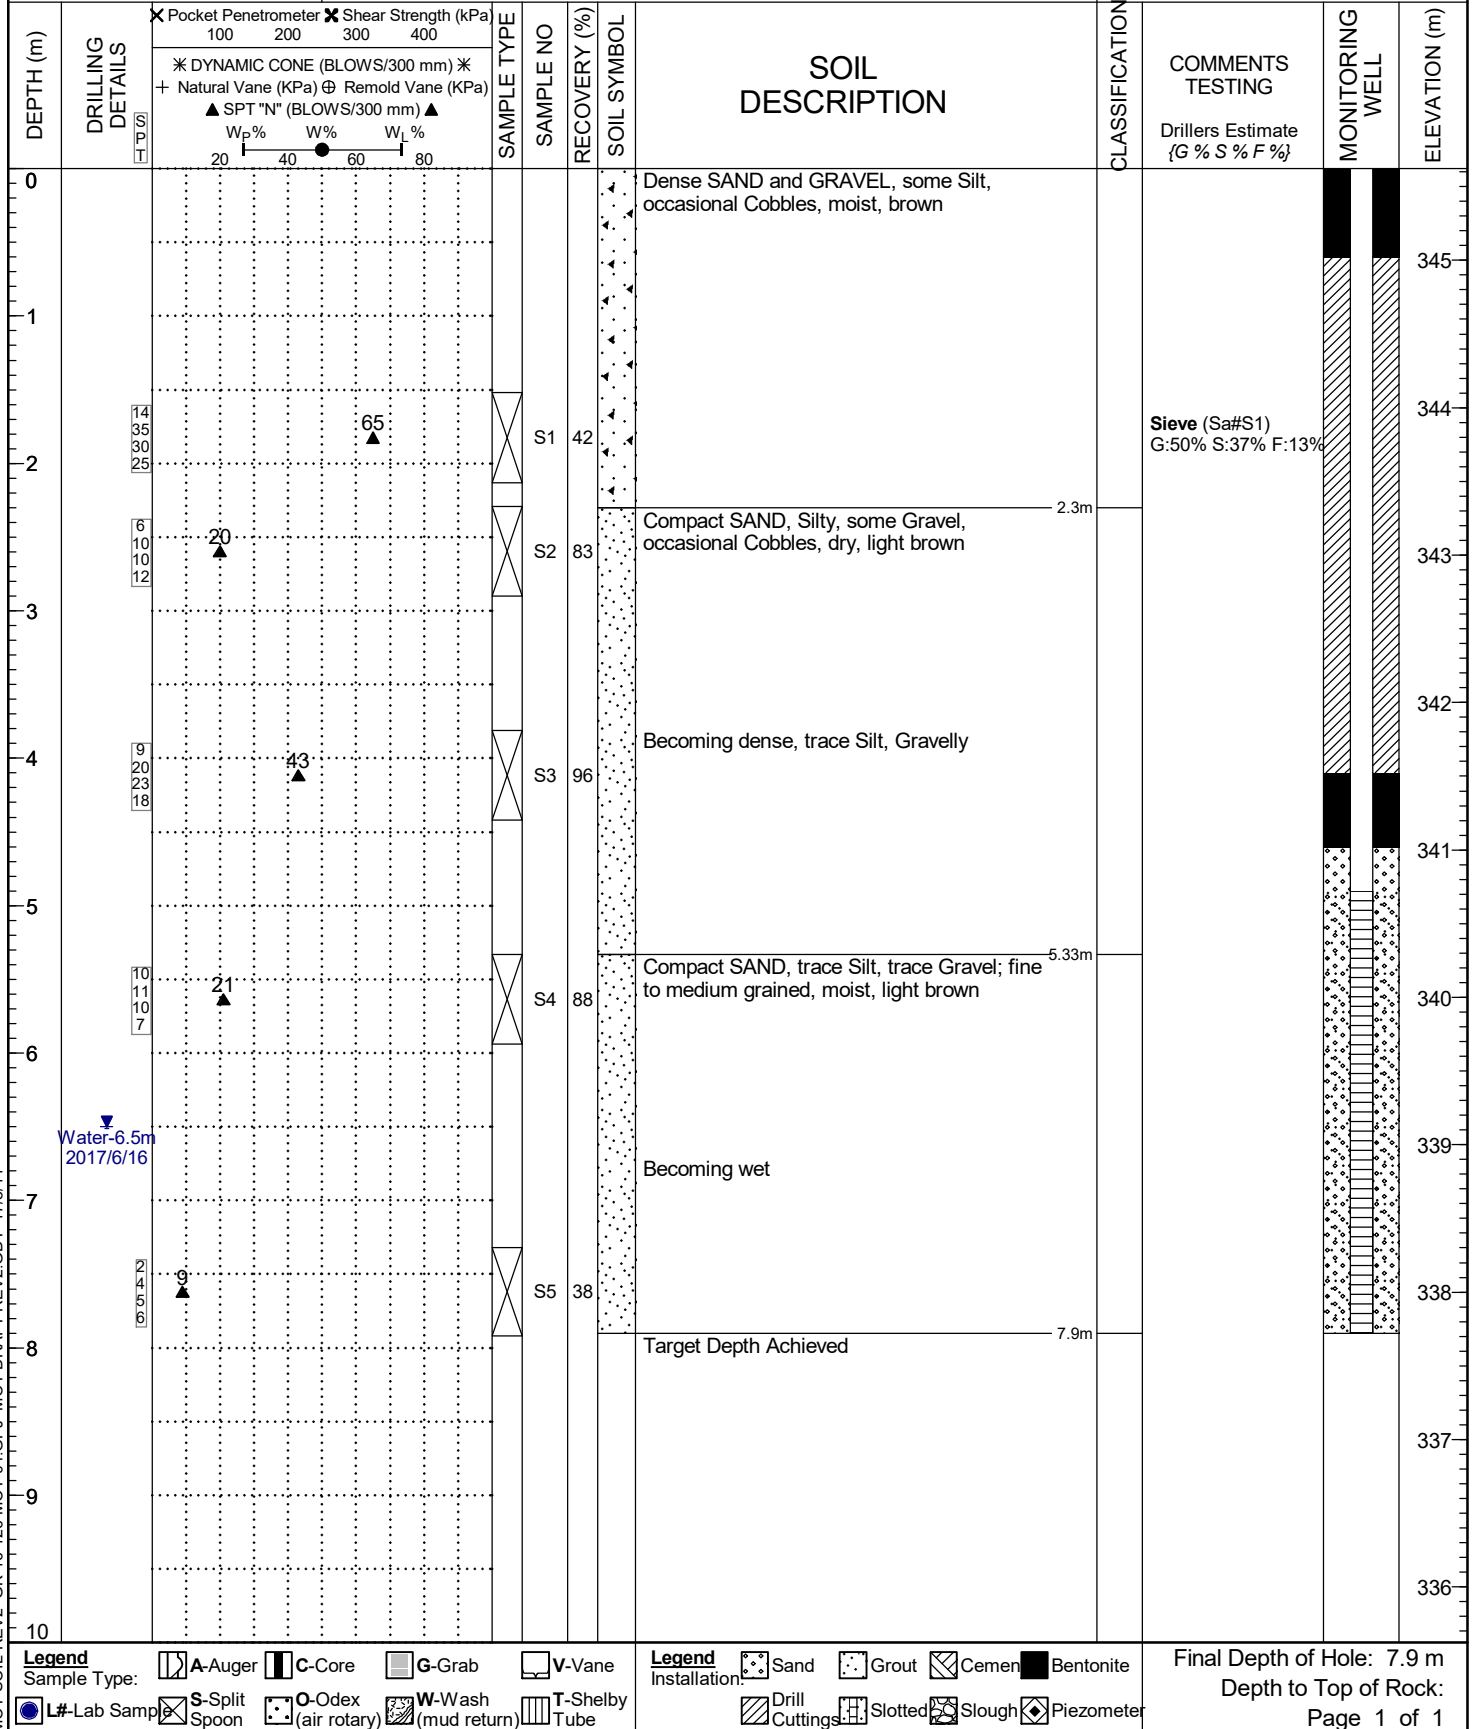 DEPTH (m)
DRILLING
DETAILS
SPT
Pocket Penetrometer Shear Strength (kPa)
100 200 300 400
DYNAMIC CONE (BLOWS/300 mm)
Natural Vane (KPa) Remold Vane (KPa)
▲ SPT "N" (BLOWS/300 mm) ▲
WP% W% WL%
20 40 60 80
SAMPLE TYPE
SAMPLE NO
RECOVERY (%)
SOIL SYMBOL
SOIL
DESCRIPTION
CLASSIFICATION
COMMENTS
TESTING
Drillers Estimate
{G % S % F %}
MONITORING
WELL
ELEVATION (m)
0
Dense SAND and GRAVEL, some Silt,
occasional Cobbles, moist, brown
345
1
14
35
30
25
65
S1 42
Sieve (Sa#S1)
G:50% S:37% F:13%
344
2
2.3m
6
10
10
12
20
S2 83
Compact SAND, Silty, some Gravel,
occasional Cobbles, dry, light brown
343
3
342
9
20
23
18
43
S3 96
Becoming dense, trace Silt, Gravelly
4
341
5
5.33m
10
11
10
7
21
S4 88
Compact SAND, trace Silt, trace Gravel; fine
to medium grained, moist, light brown
340
6
Water-6.5m
2017/6/16
339
Becoming wet
7
2
4
5
6
9
S5 38
338
7.9m
Target Depth Achieved
8
337
9
336
10
Legend
Sample Type:
A-Auger C-Core G-Grab V-Vane
L#-Lab Sample S-Split
Spoon O-Odex
(air rotary) W-Wash
(mud return) T-Shelby
Tube
Legend
Installation:
Sand Grout Cemen Bentonite
Drill
Cuttings Slotted Slough Piezometer
Final Depth of Hole: 7.9 m
Depth to Top of Rock:
Page 1 of 1